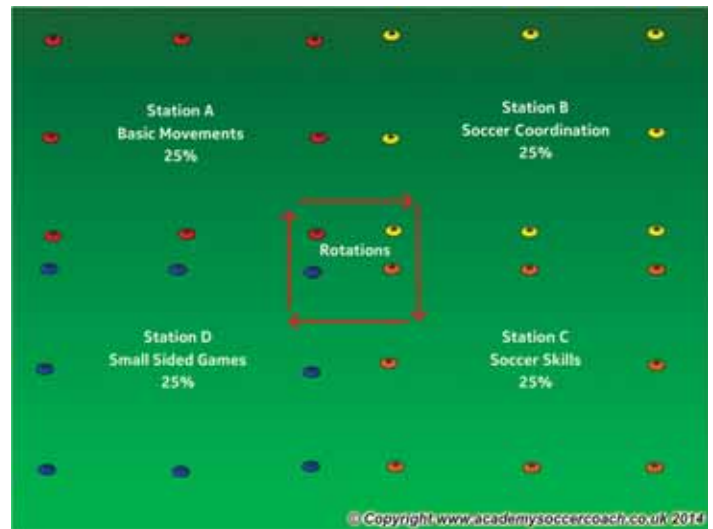 Station A
Basic Movements
25%
Station B
Soccer Coordination
25%
Rotations
Station D
Small Sided Games
25%
Station C
Soccer Skills
25%
© Copyright www.academysoccercoach.co.uk 2014